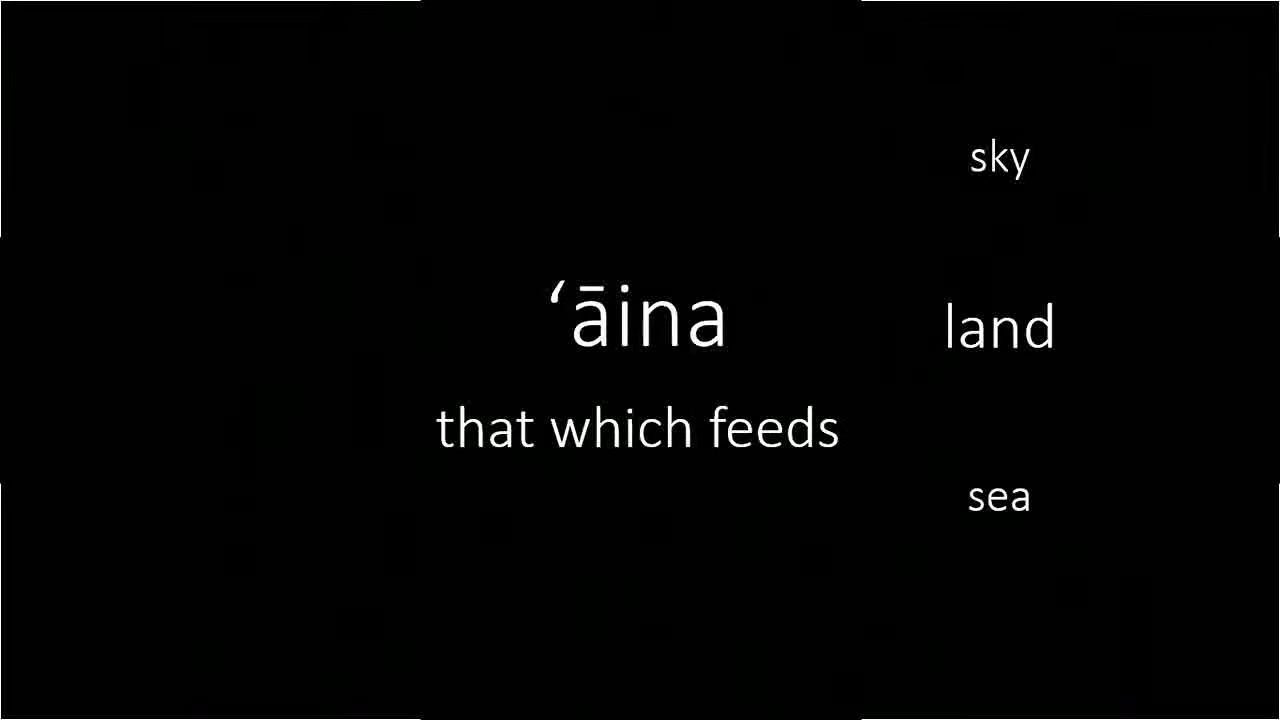 sky
ʻāina
land
that which feeds
sea